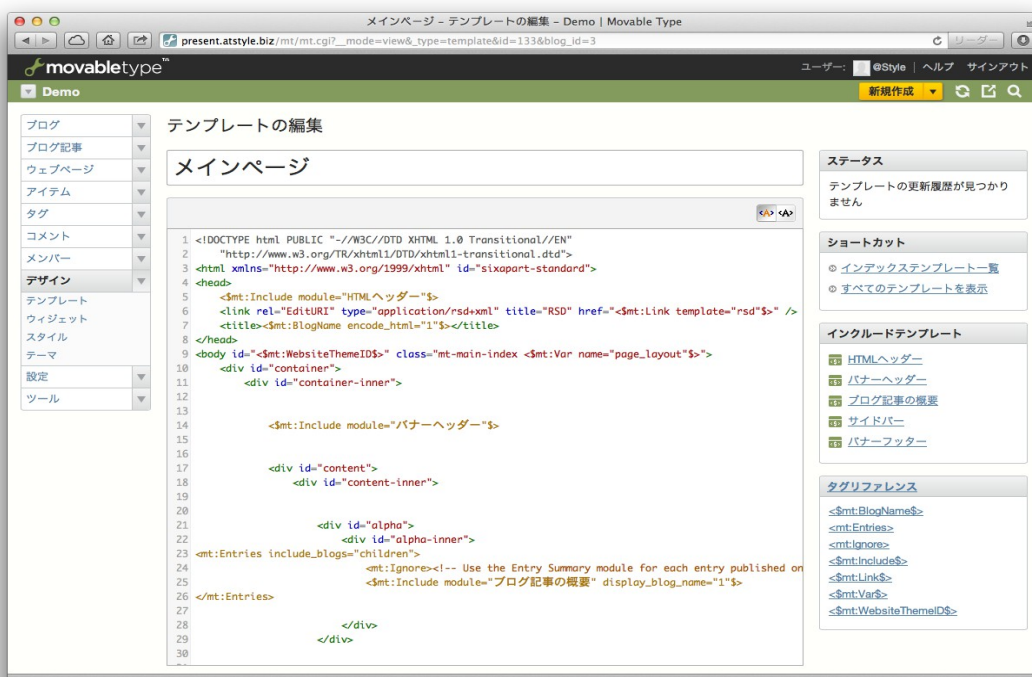 メインページ - テンプレートの編集 - Demo | Movable Type
present.atstyle.biz/mt/mt.cgi?__mode=view&_type=template&id=133&blog_id=3
リーダー
movabletype™
ユーザー: @Style | ヘルプ サインアウト
Demo
新規作成
ブログ
ブログ記事
ウェブページ
アイテム
タグ
コメント
メンバー
デザイン
テンプレート
ウィジェット
スタイル
テーマ
設定
ツール
テンプレートの編集
メインページ
<A> <A>
1 <!DOCTYPE html PUBLIC "-//W3C//DTD XHTML 1.0 Transitional//EN"
2 "http://www.w3.org/TR/xhtml1/DTD/xhtml1-transitional.dtd">
3 <html xmlns="http://www.w3.org/1999/xhtml" id="sixapart-standard">
4 <head>
5 <$mt:Include module="HTMLヘッダー"$>
6 <link rel="EditURI" type="application/rsd+xml" title="RSD" href="<$mt:Link template="rsd"$>" />
7 <title><$mt:BlogName encode_html="1"$></title>
8 </head>
9 <body id="<$mt:WebsiteThemeID$>" class="mt-main-index <$mt:Var name="page_layout"$>">
10 <div id="container">
11 <div id="container-inner">
12
13
14 <$mt:Include module="バナーヘッダー"$>
15
16
17 <div id="content">
18 <div id="content-inner">
19
20
21 <div id="alpha">
22 <div id="alpha-inner">
23 <mt:Entries include_blogs="children">
24 <mt:Ignore><!-- Use the Entry Summary module for each entry published on
25 <$mt:Include module="ブログ記事の概要" display_blog_name="1"$>
26 </mt:Entries>
27
28 </div>
29 </div>
30
ステータス
テンプレートの更新履歴が見つかり
ません
ショートカット
インデックステンプレート一覧
すべてのテンプレートを表示
インクルードテンプレート
HTMLヘッダー
バナーヘッダー
ブログ記事の概要
サイドバー
バナーフッター
タグリファレンス
<$mt:BlogName$>
<mt:Entries>
<mt:Ignore>
<$mt:Include$>
<$mt:Link$>
<$mt:Var$>
<$mt:WebsiteThemeID$>